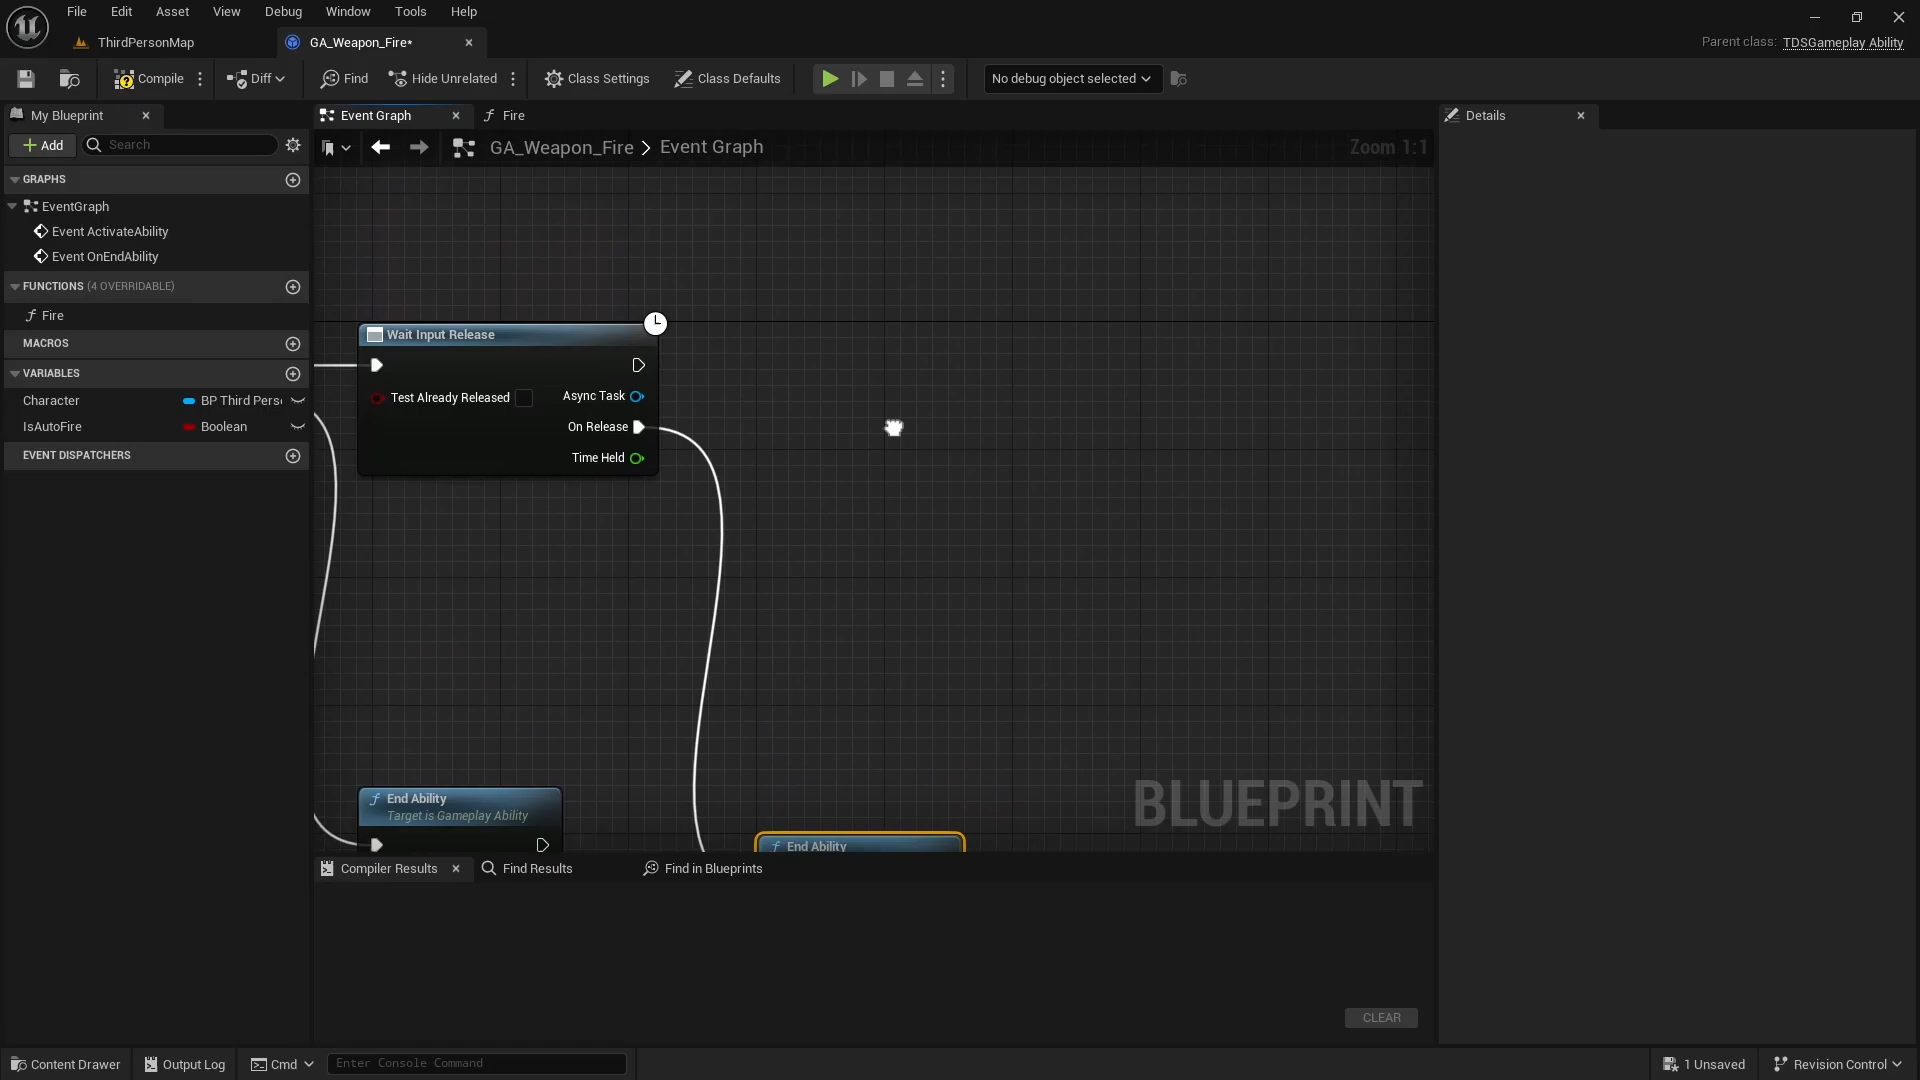 File Edit Asset View Debug Window Tools Help
ThirdPersonMap
GA_Weapon_Fire*
Parent class: TDSGameplay Ability
Compile
Diff
Find
Hide Unrelated
Class Settings
Class Defaults
No debug object selected
My Blueprint
Event Graph
Fire
Details
Add
Search
GA_Weapon_Fire > Event Graph
Zoom 1:1
GRAPHS
EventGraph
Event ActivateAbility
Event OnEndAbility
FUNCTIONS (4 OVERRIDABLE)
Fire
MACROS
VARIABLES
Character BP Third Pers
IsAutoFire Boolean
EVENT DISPATCHERS
Wait Input Release
Test Already Released
Async Task
On Release
Time Held
End Ability
Target is Gameplay Ability
End Ability
BLUEPRINT
Compiler Results
Find Results
Find in Blueprints
CLEAR
Content Drawer
Output Log
Cmd
Enter Console Command
1 Unsaved
Revision Control